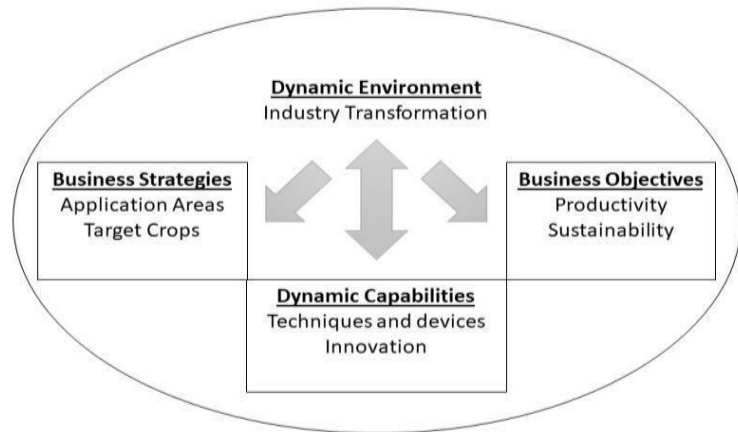 Dynamic Environment
Industry Transformation
Business Strategies
Application Areas
Target Crops
Business Objectives
Productivity
Sustainability
Dynamic Capabilities
Techniques and devices
Innovation